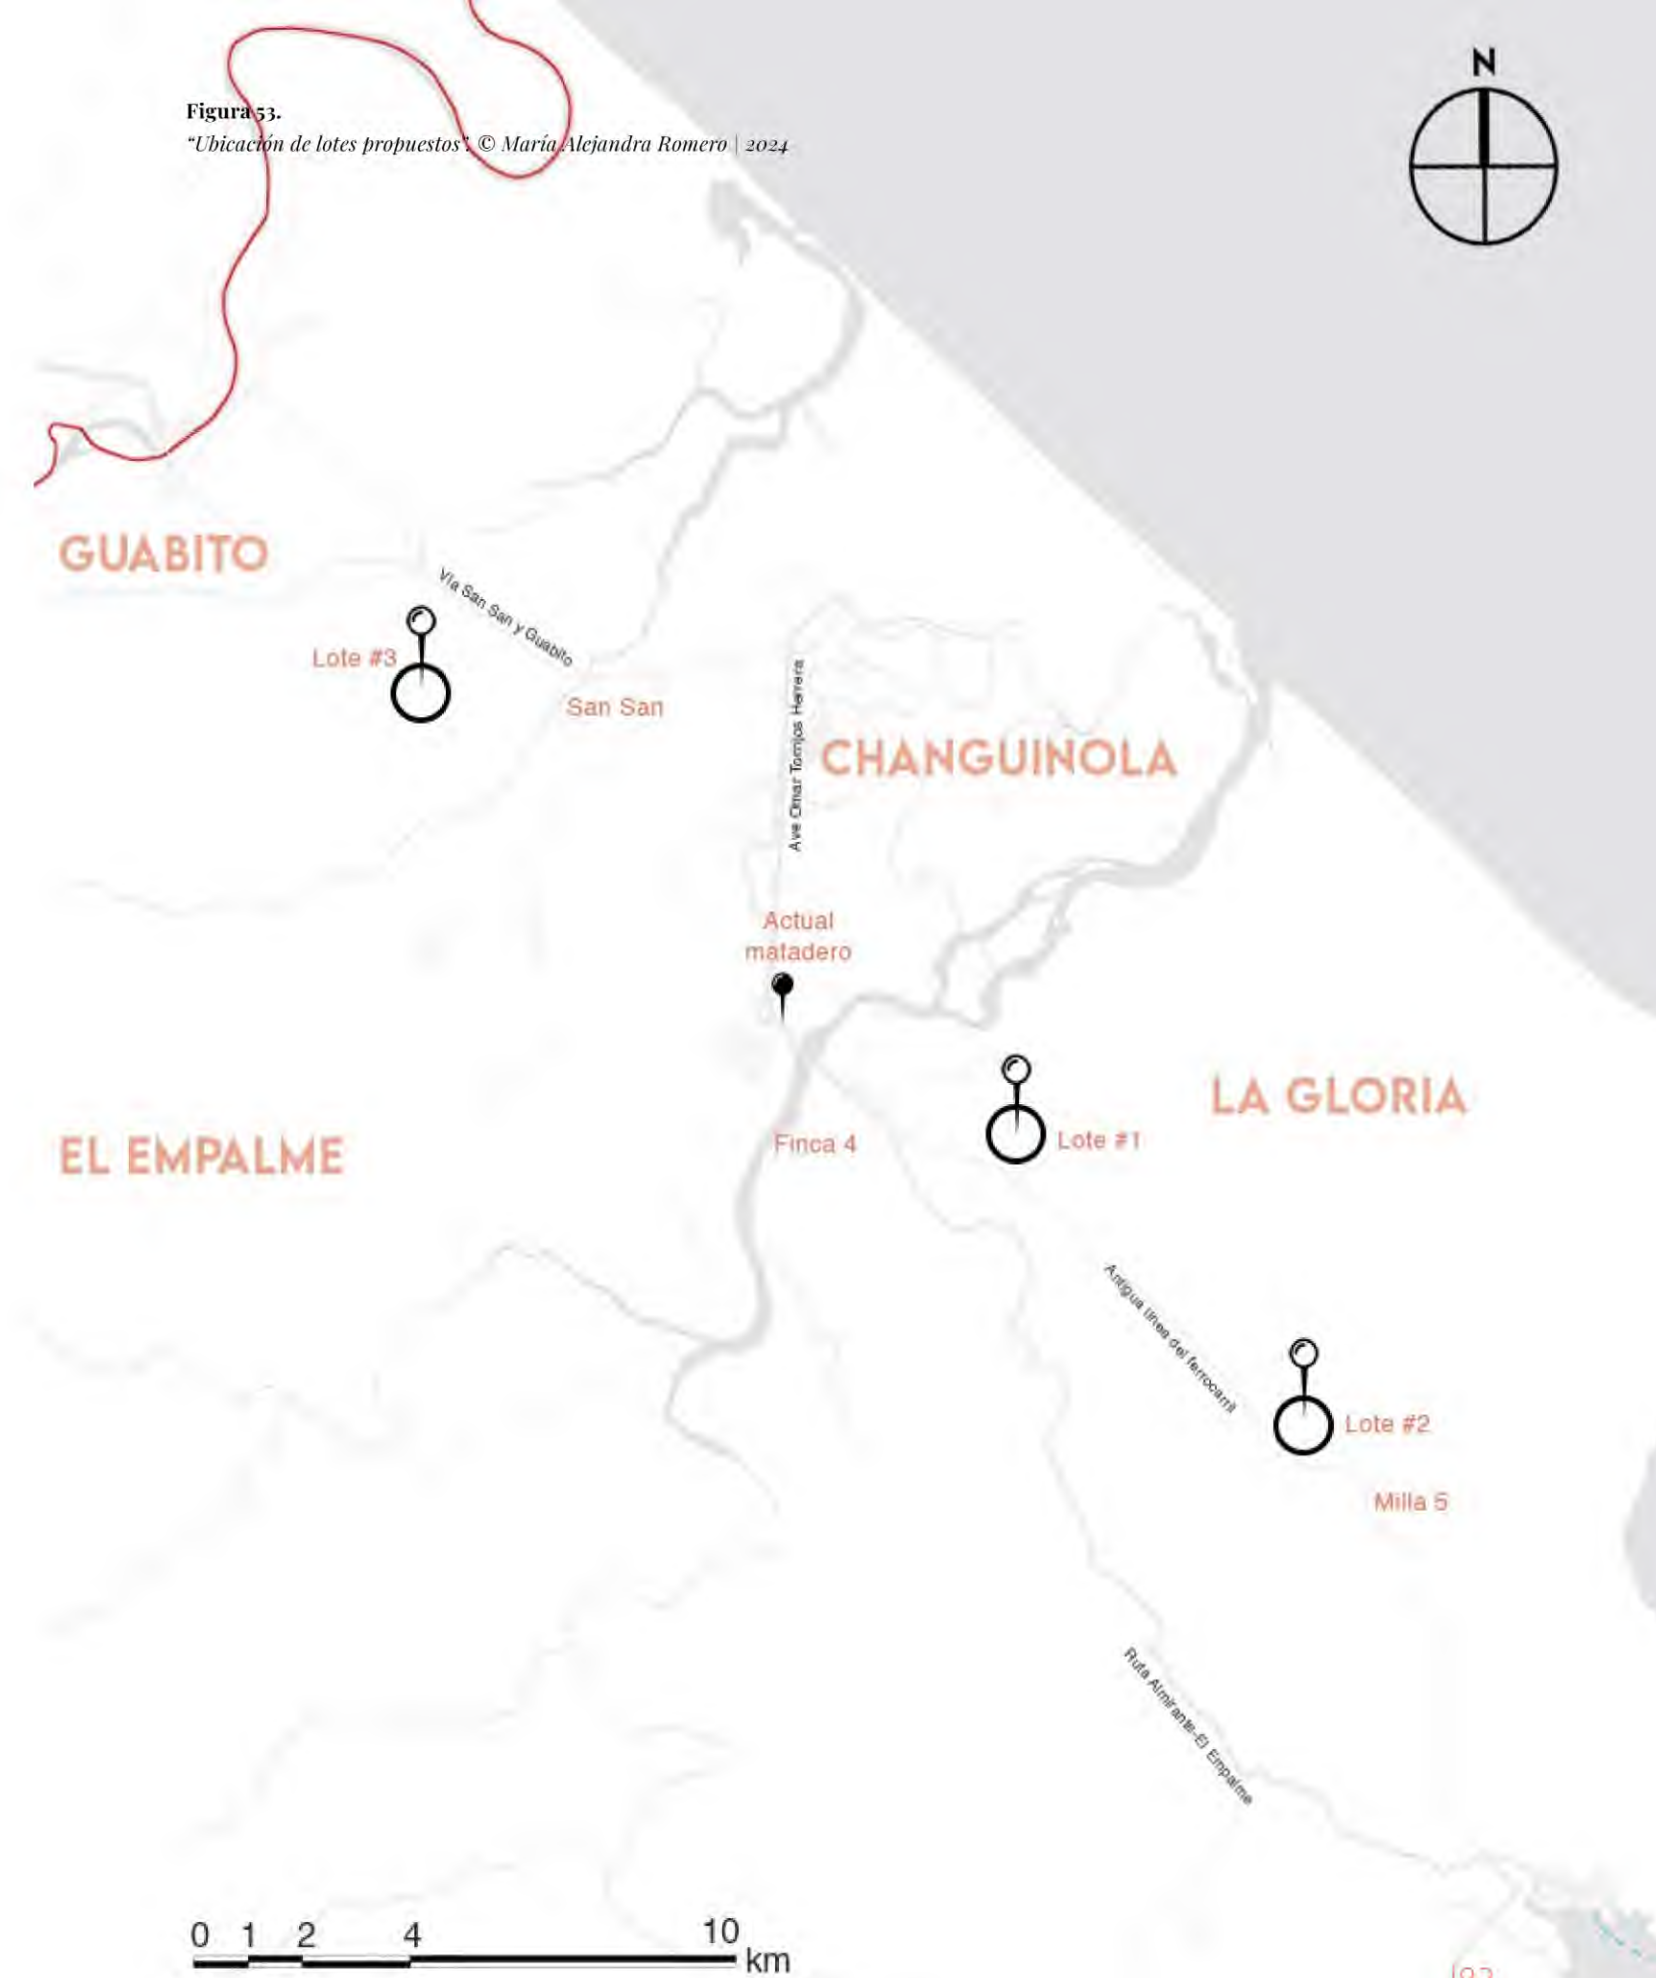 N
Figura 53.
“Ubicación de lotes propuestos”. © María Alejandra Romero | 2024
GUABITO
Vía San San y Guabito
Lote #3
San San
Ave Omar Torrijos Herrera
CHANGUINOLA
Actual
matadero
LA GLORIA
Lote #1
Finca 4
EL EMPALME
Antigua línea del ferrocarril
Lote #2
Milla 5
Ruta Almirante-El Empalme
0 1 2 4 10
km